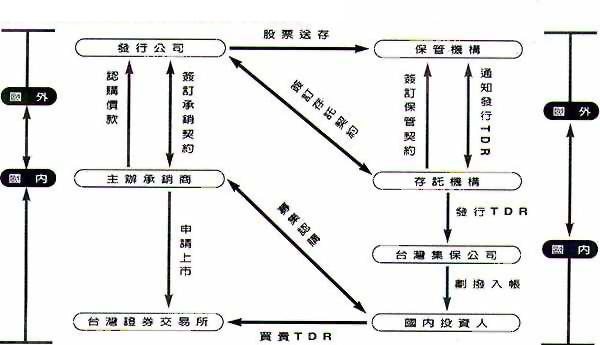 股票送存
發行公司
保管機構
認購價款
簽訂承銷契約
簽訂存託契約
簽訂保管契約
通知發行TDR
國外
國外
國內
主辦承銷商
存託機構
發行TDR
申請上市
募集認購
台灣集保公司
國內
劃撥入帳
台灣證券交易所
買賣TDR
國內投資人